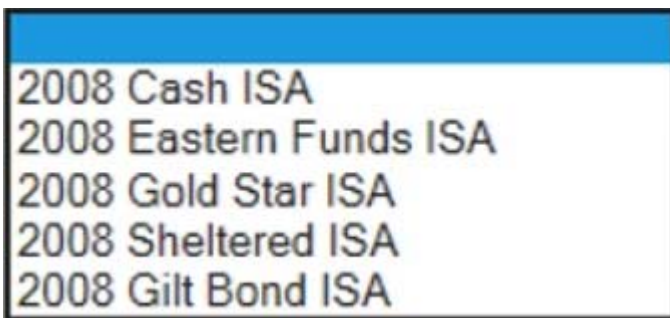 2008 Cash ISA
2008 Eastern Funds ISA
2008 Gold Star ISA
2008 Sheltered ISA
2008 Gilt Bond ISA